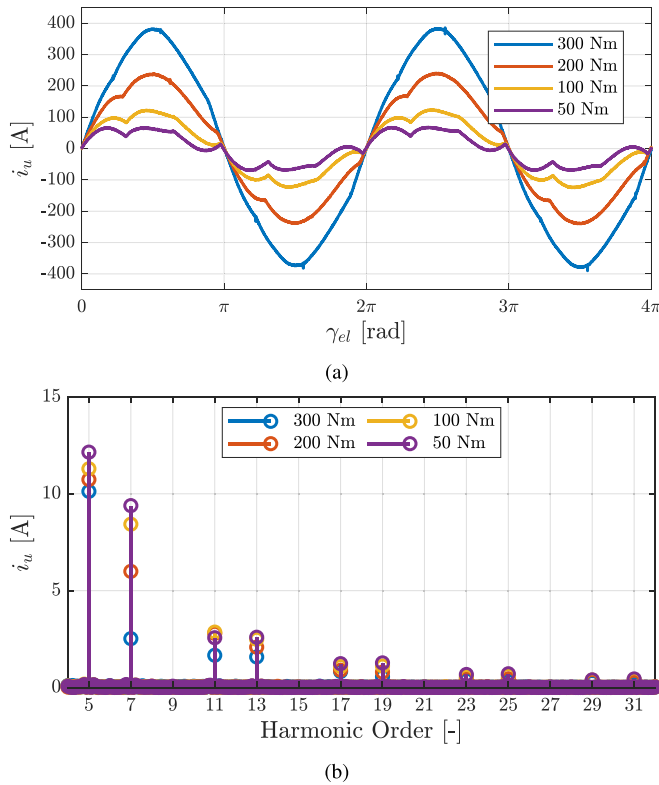 400
300
200
100
0
-100
-200
-300
-400
i_u [A]
300 Nm
200 Nm
100 Nm
50 Nm
0 π 2π 3π 4π
γ_el [rad]
(a)
15
10
5
0
i_u [A]
300 Nm 100 Nm
200 Nm 50 Nm
5 7 9 11 13 15 17 19 21 23 25 27 29 31
Harmonic Order [-]
(b)